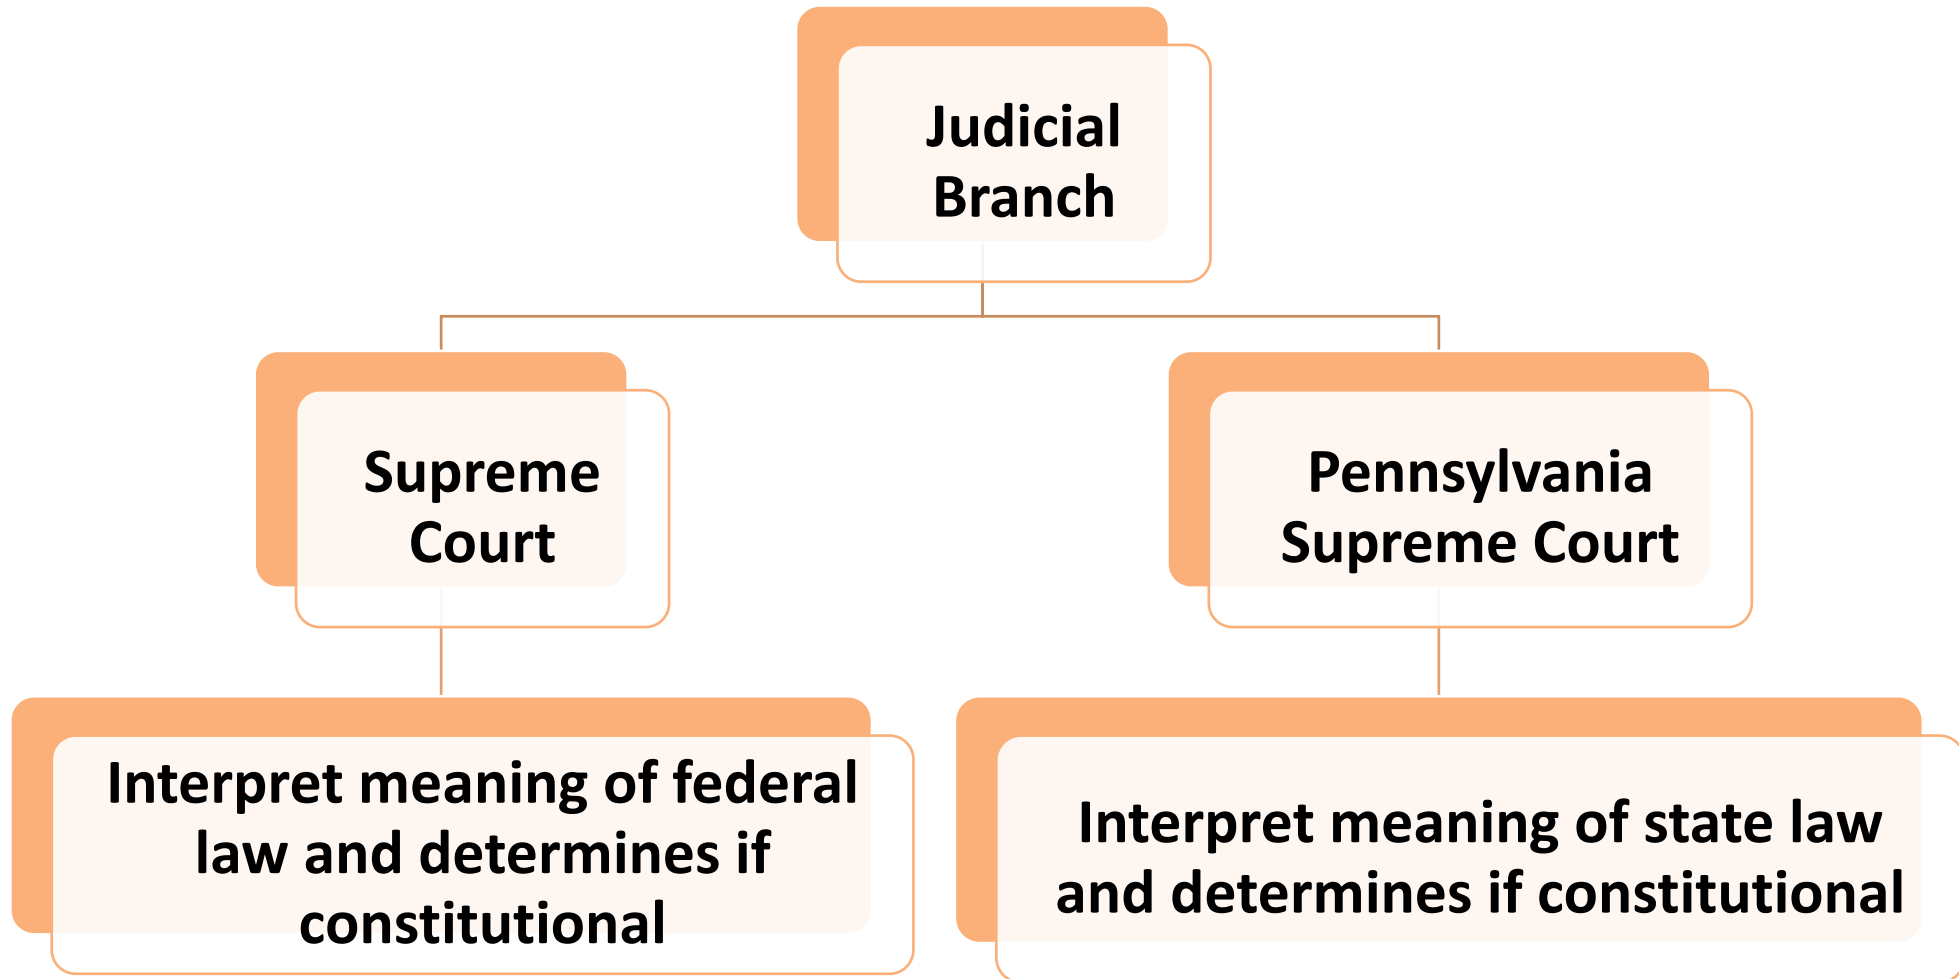 Judicial
Branch
Supreme
Court
Pennsylvania
Supreme Court
Interpret meaning of federal
law and determines if
constitutional
Interpret meaning of state law
and determines if constitutional